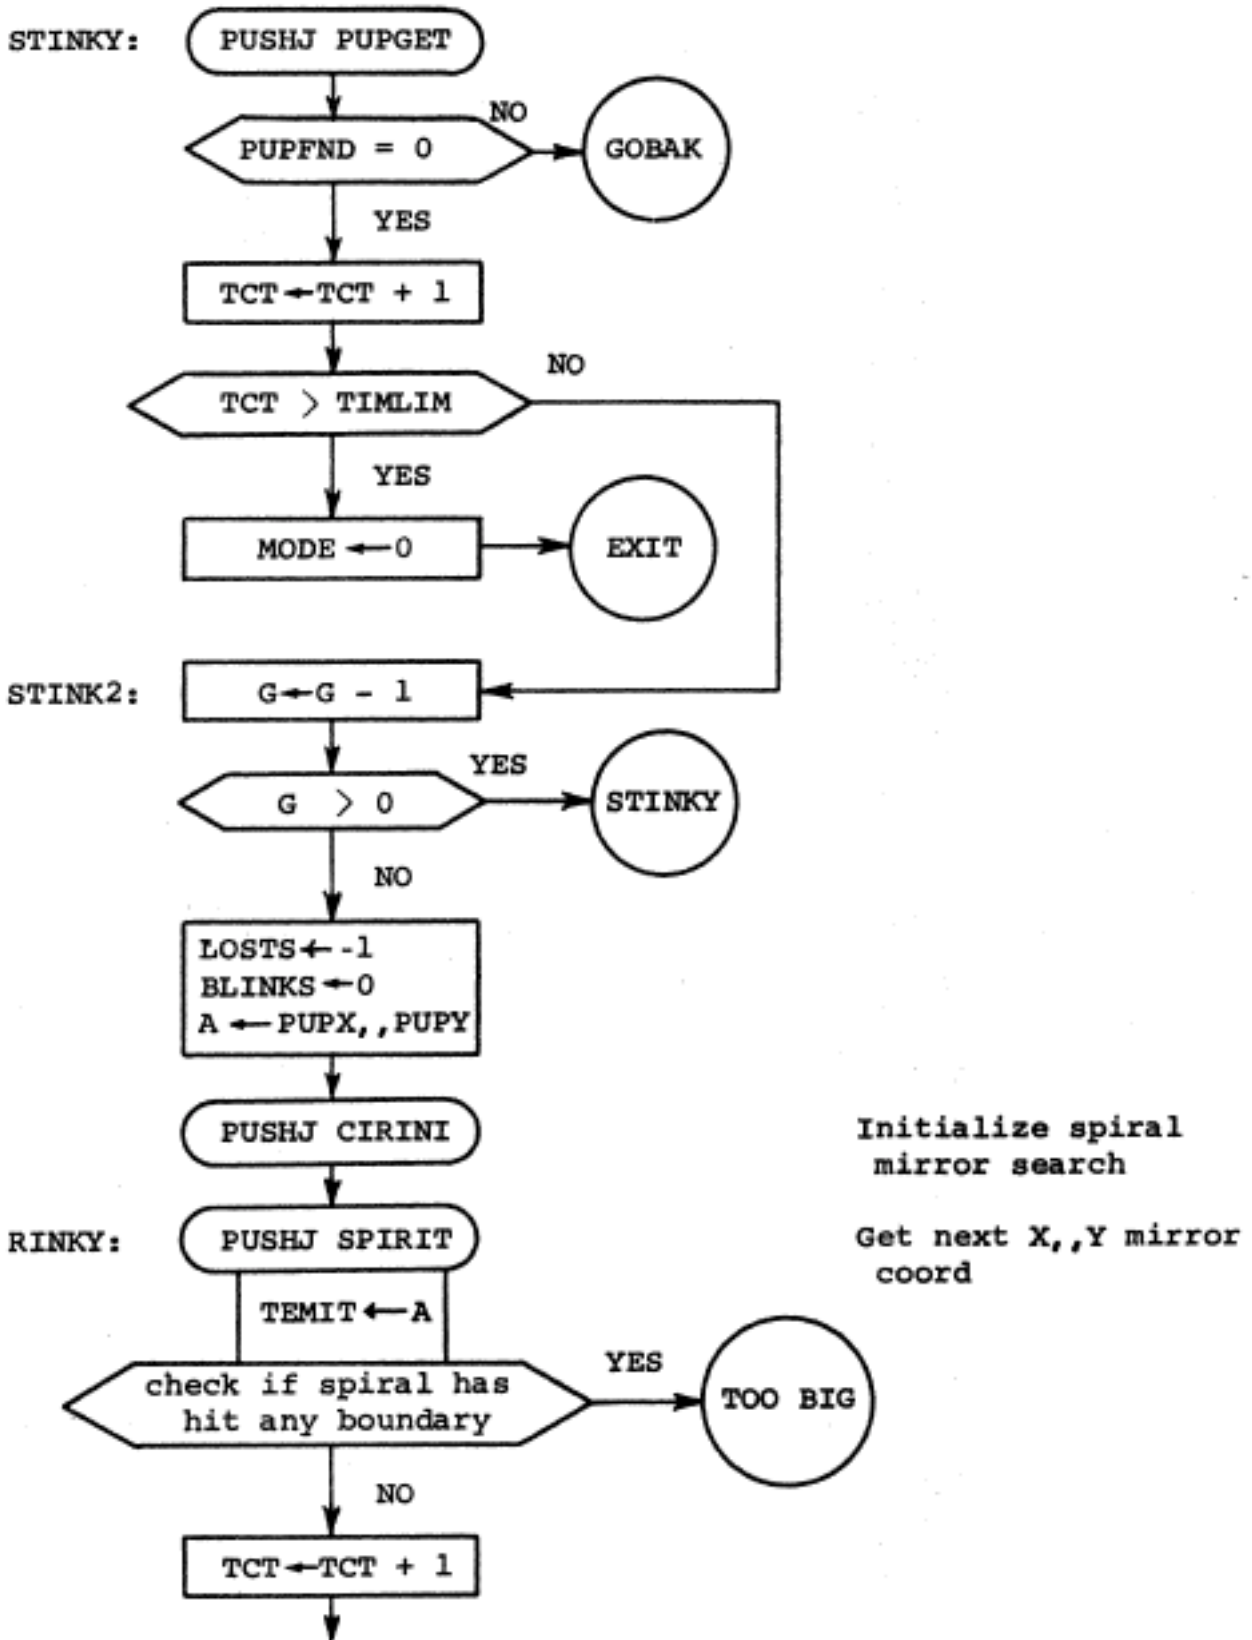 STINKY: PUSHJ PUPGET
NO
PUPFND = 0
GOBAK
YES
TCT←TCT + 1
NO
TCT > TIMLIM
YES
MODE ←0
EXIT
STINK2: G←G - 1
YES
G > 0
STINKY
NO
LOSTS← -1
BLINKS ←0
A ← PUPX,,PUPY
PUSHJ CIRINI
Initialize spiral
mirror search
RINKY: PUSHJ SPIRIT
Get next X,,Y mirror
coord
TEMIT←A
YES
check if spiral has
hit any boundary
TOO BIG
NO
TCT←TCT + 1